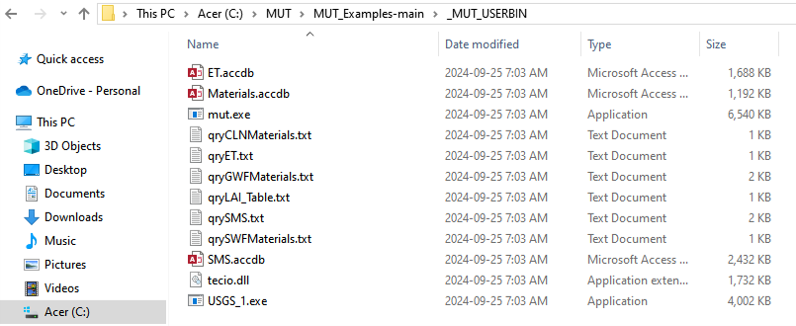 This PC > Acer (C:) > MUT > MUT_Examples-main > _MUT_USERBIN
Name Date modified Type Size
Quick access
OneDrive - Personal
This PC
3D Objects
Desktop
Documents
Downloads
Music
Pictures
Videos
Acer (C:)
ET.accdb 2024-09-25 7:03 AM Microsoft Access ... 1,688 KB
Materials.accdb 2024-09-25 7:03 AM Microsoft Access ... 1,192 KB
mut.exe 2024-09-25 7:03 AM Application 6,540 KB
qryCLNMaterials.txt 2024-09-25 7:03 AM Text Document 1 KB
qryET.txt 2024-09-25 7:03 AM Text Document 1 KB
qryGWFMaterials.txt 2024-09-25 7:03 AM Text Document 2 KB
qryLAI_Table.txt 2024-09-25 7:03 AM Text Document 1 KB
qrySMS.txt 2024-09-25 7:03 AM Text Document 2 KB
qrySWFMaterials.txt 2024-09-25 7:03 AM Text Document 1 KB
SMS.accdb 2024-09-25 7:03 AM Microsoft Access ... 2,432 KB
tecio.dll 2024-09-25 7:03 AM Application exten... 1,732 KB
USGS_1.exe 2024-09-25 7:03 AM Application 4,002 KB